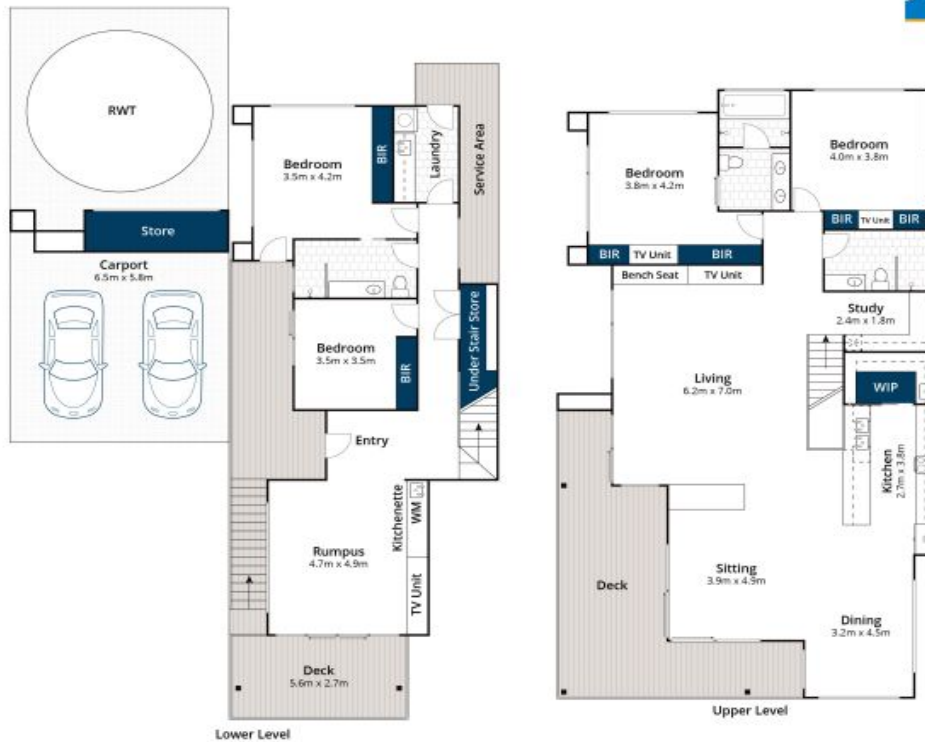 RWT
Store
Carport
6.5m x 5.8m
Bedroom
3.5m x 4.2m
BIR
Laundry
Service Area
Bedroom
3.5m x 3.5m
BIR
Under Stair Store
Entry
Kitchenette
WM
TV Unit
Rumpus
4.7m x 4.9m
Deck
5.6m x 2.7m
Lower Level
Bedroom
3.8m x 4.2m
Bedroom
4.0m x 3.8m
BIR
TV Unit
BIR
BIR
TV Unit
BIR
Bench Seat
TV Unit
Study
2.4m x 1.8m
Living
6.2m x 7.0m
WIP
Kitchen
2.7m x 3.8m
Sitting
3.9m x 4.9m
Deck
Dining
3.2m x 4.5m
Upper Level